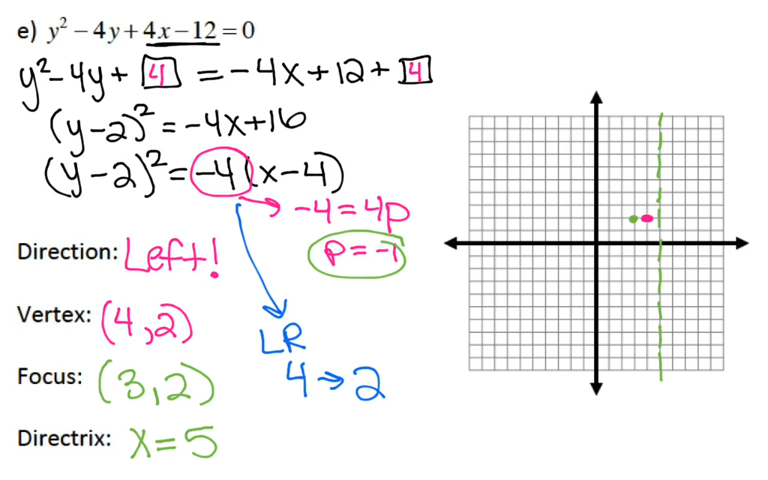 e) y² − 4y + 4x − 12 = 0
y² − 4y + 4 = −4x + 12 + 4
(y − 2)² = −4x + 16
(y − 2)² = −4(x − 4)
−4 = 4p
Direction: Left!
p = −1
Vertex: (4, 2)
LR
4 → 2
Focus: (3, 2)
Directrix: x = 5